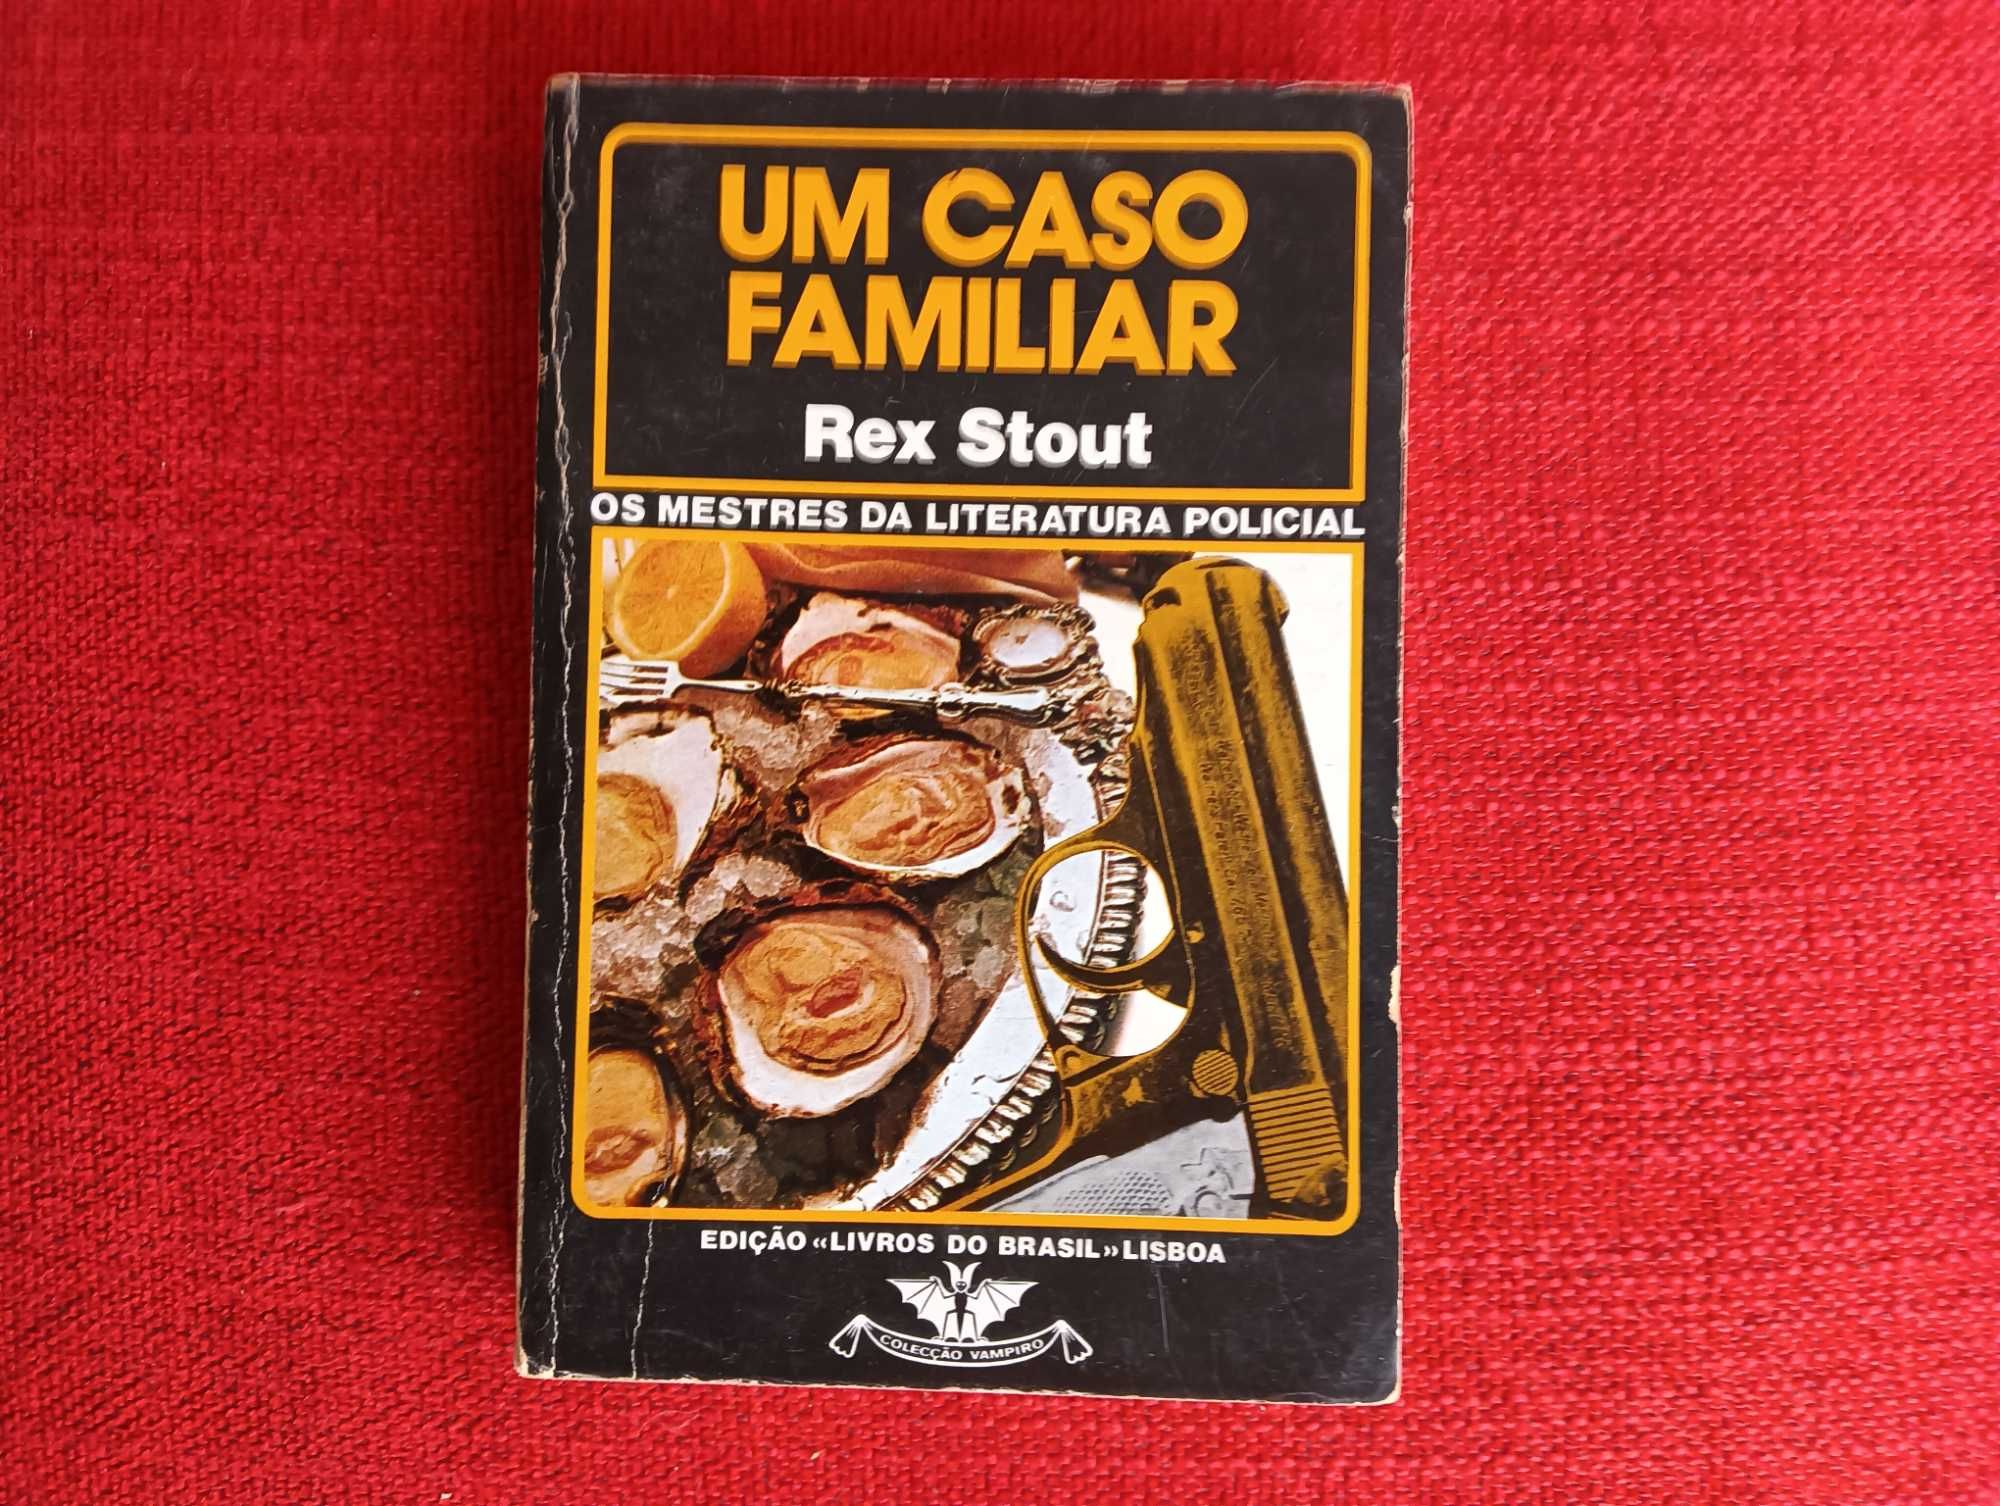 UM CASO
FAMILIAR
Rex Stout
OS MESTRES DA LITERATURA POLICIAL
EDIÇÃO «LIVROS DO BRASIL» LISBOA
COLECÇÃO VAMPIRO